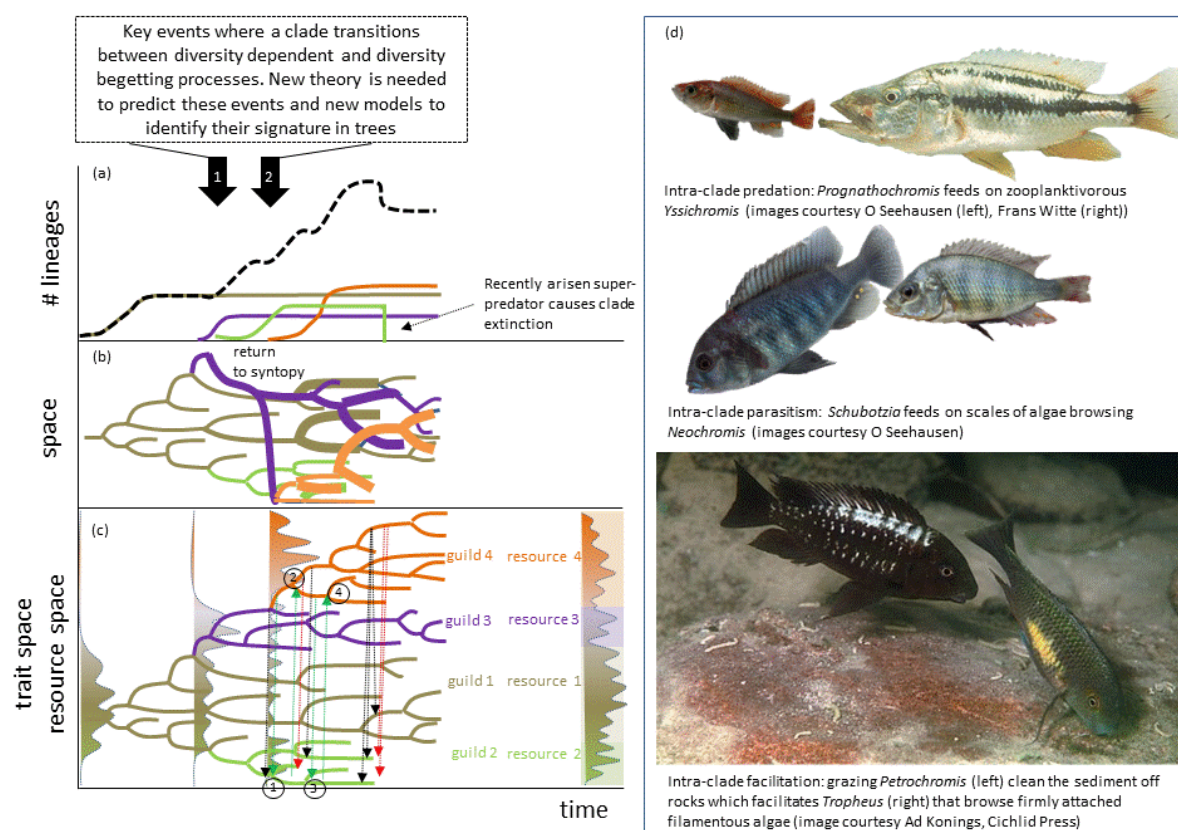 Key events where a clade transitions
between diversity dependent and diversity
begetting processes. New theory is needed
to predict these events and new models to
identify their signature in trees
1
2
(a)
# lineages
Recently arisen super-
predator causes clade
extinction
(b)
return
to syntopy
space
(c)
trait space
resource space
guild 4 resource 4
guild 3 resource 3
guild 1 resource 1
guild 2 resource 2
2
4
1
3
time
(d)
Intra-clade predation: Prognathochromis feeds on zooplanktivorous
Yssichromis (images courtesy O Seehausen (left), Frans Witte (right))
Intra-clade parasitism: Schubotzia feeds on scales of algae browsing
Neochromis (images courtesy O Seehausen)
Intra-clade facilitation: grazing Petrochromis (left) clean the sediment off
rocks which facilitates Tropheus (right) that browse firmly attached
filamentous algae (image courtesy Ad Konings, Cichlid Press)